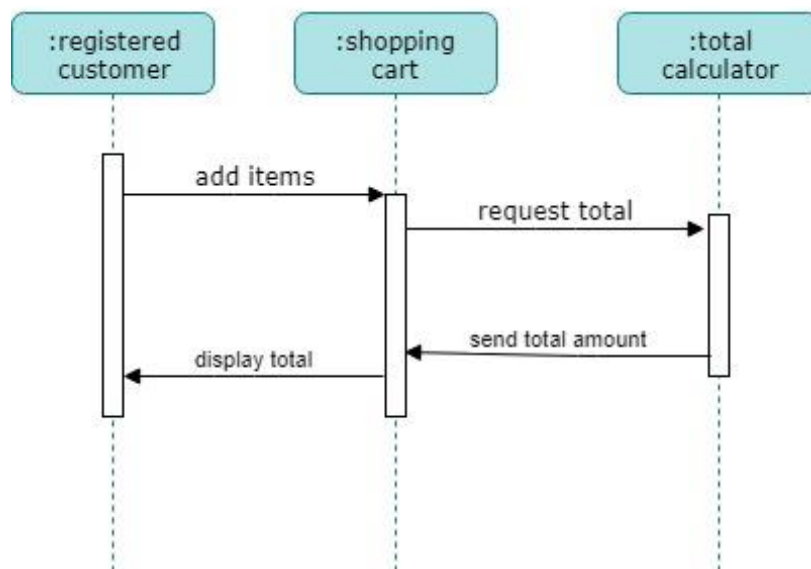 :registered
customer
:shopping
cart
:total
calculator
add items
request total
send total amount
display total